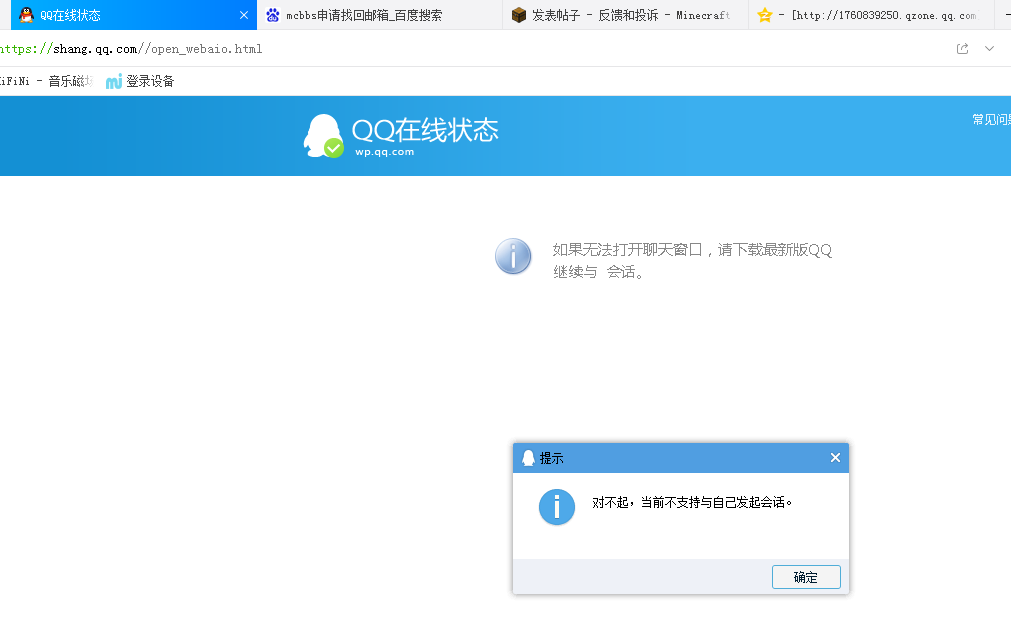 QQ在线状态
mcbbs申请找回邮箱_百度搜索
发表帖子 - 反馈和投诉 - Minecraft
- [http://1760839250.qzone.qq.com
https://shang.qq.com//open_webaio.html
iFiNi - 音乐磁场
mi 登录设备
QQ在线状态
wp.qq.com
常见问题
如果无法打开聊天窗口，请下载最新版QQ
继续与 会话。
提示
对不起，当前不支持与自己发起会话。
确定